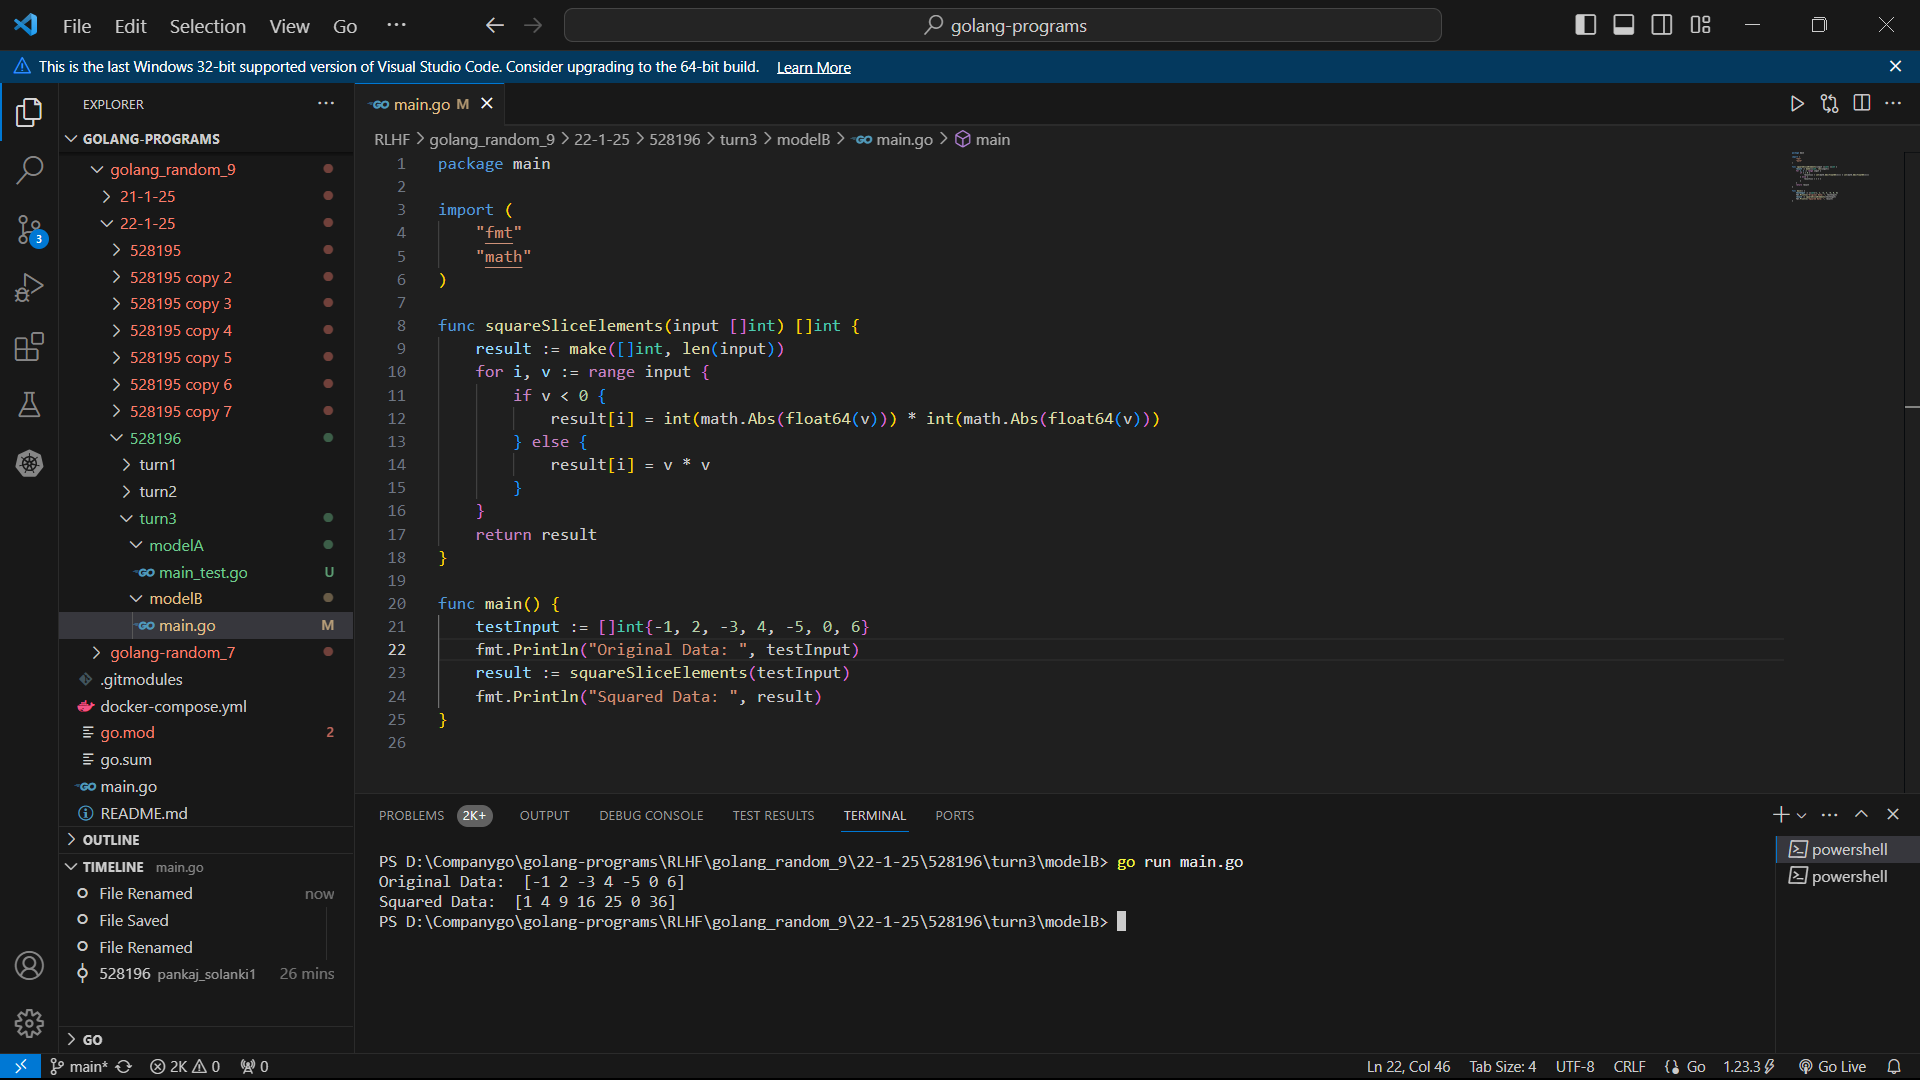 File Edit Selection View Go ··· golang-programs
This is the last Windows 32-bit supported version of Visual Studio Code. Consider upgrading to the 64-bit build. Learn More
EXPLORER ···
GOLANG-PROGRAMS
golang_random_9
21-1-25
22-1-25
528195
528195 copy 2
528195 copy 3
528195 copy 4
528195 copy 5
528195 copy 6
528195 copy 7
528196
turn1
turn2
turn3
modelA
main_test.go U
modelB
main.go M
golang-random_7
.gitmodules
docker-compose.yml
go.mod 2
go.sum
main.go
README.md
OUTLINE
TIMELINE main.go
File Renamed now
File Saved
File Renamed
528196 pankaj_solanki1 26 mins
GO
3
main.go M
RLHF > golang_random_9 > 22-1-25 > 528196 > turn3 > modelB > main.go > main
1 package main
2
3 import (
4     "fmt"
5     "math"
6 )
7
8 func squareSliceElements(input []int) []int {
9     result := make([]int, len(input))
10     for i, v := range input {
11         if v < 0 {
12             result[i] = int(math.Abs(float64(v))) * int(math.Abs(float64(v)))
13         } else {
14             result[i] = v * v
15         }
16     }
17     return result
18 }
19
20 func main() {
21     testInput := []int{-1, 2, -3, 4, -5, 0, 6}
22     fmt.Println("Original Data: ", testInput)
23     result := squareSliceElements(testInput)
24     fmt.Println("Squared Data: ", result)
25 }
26
PROBLEMS 2K+ OUTPUT DEBUG CONSOLE TEST RESULTS TERMINAL PORTS
PS D:\Companygo\golang-programs\RLHF\golang_random_9\22-1-25\528196\turn3\modelB> go run main.go
Original Data:  [-1 2 -3 4 -5 0 6]
Squared Data:  [1 4 9 16 25 0 36]
PS D:\Companygo\golang-programs\RLHF\golang_random_9\22-1-25\528196\turn3\modelB>
powershell
powershell
main* 2K 0 0 Ln 22, Col 46 Tab Size: 4 UTF-8 CRLF Go 1.23.3 Go Live